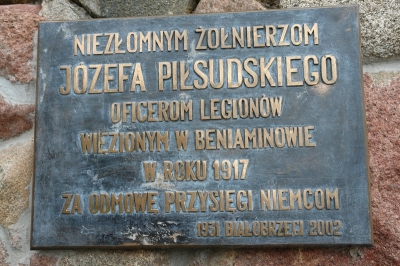 NIEZŁOMNYM ŻOŁNIERZOM
JÓZEFA PIŁSUDSKIEGO
OFICEROM LEGIONÓW
WIĘZIONYM W BENIAMINOWIE
W ROKU 1917
ZA ODMOWĘ PRZYSIĘGI NIEMCOM
1931 BIAŁOBRZEGI 2002